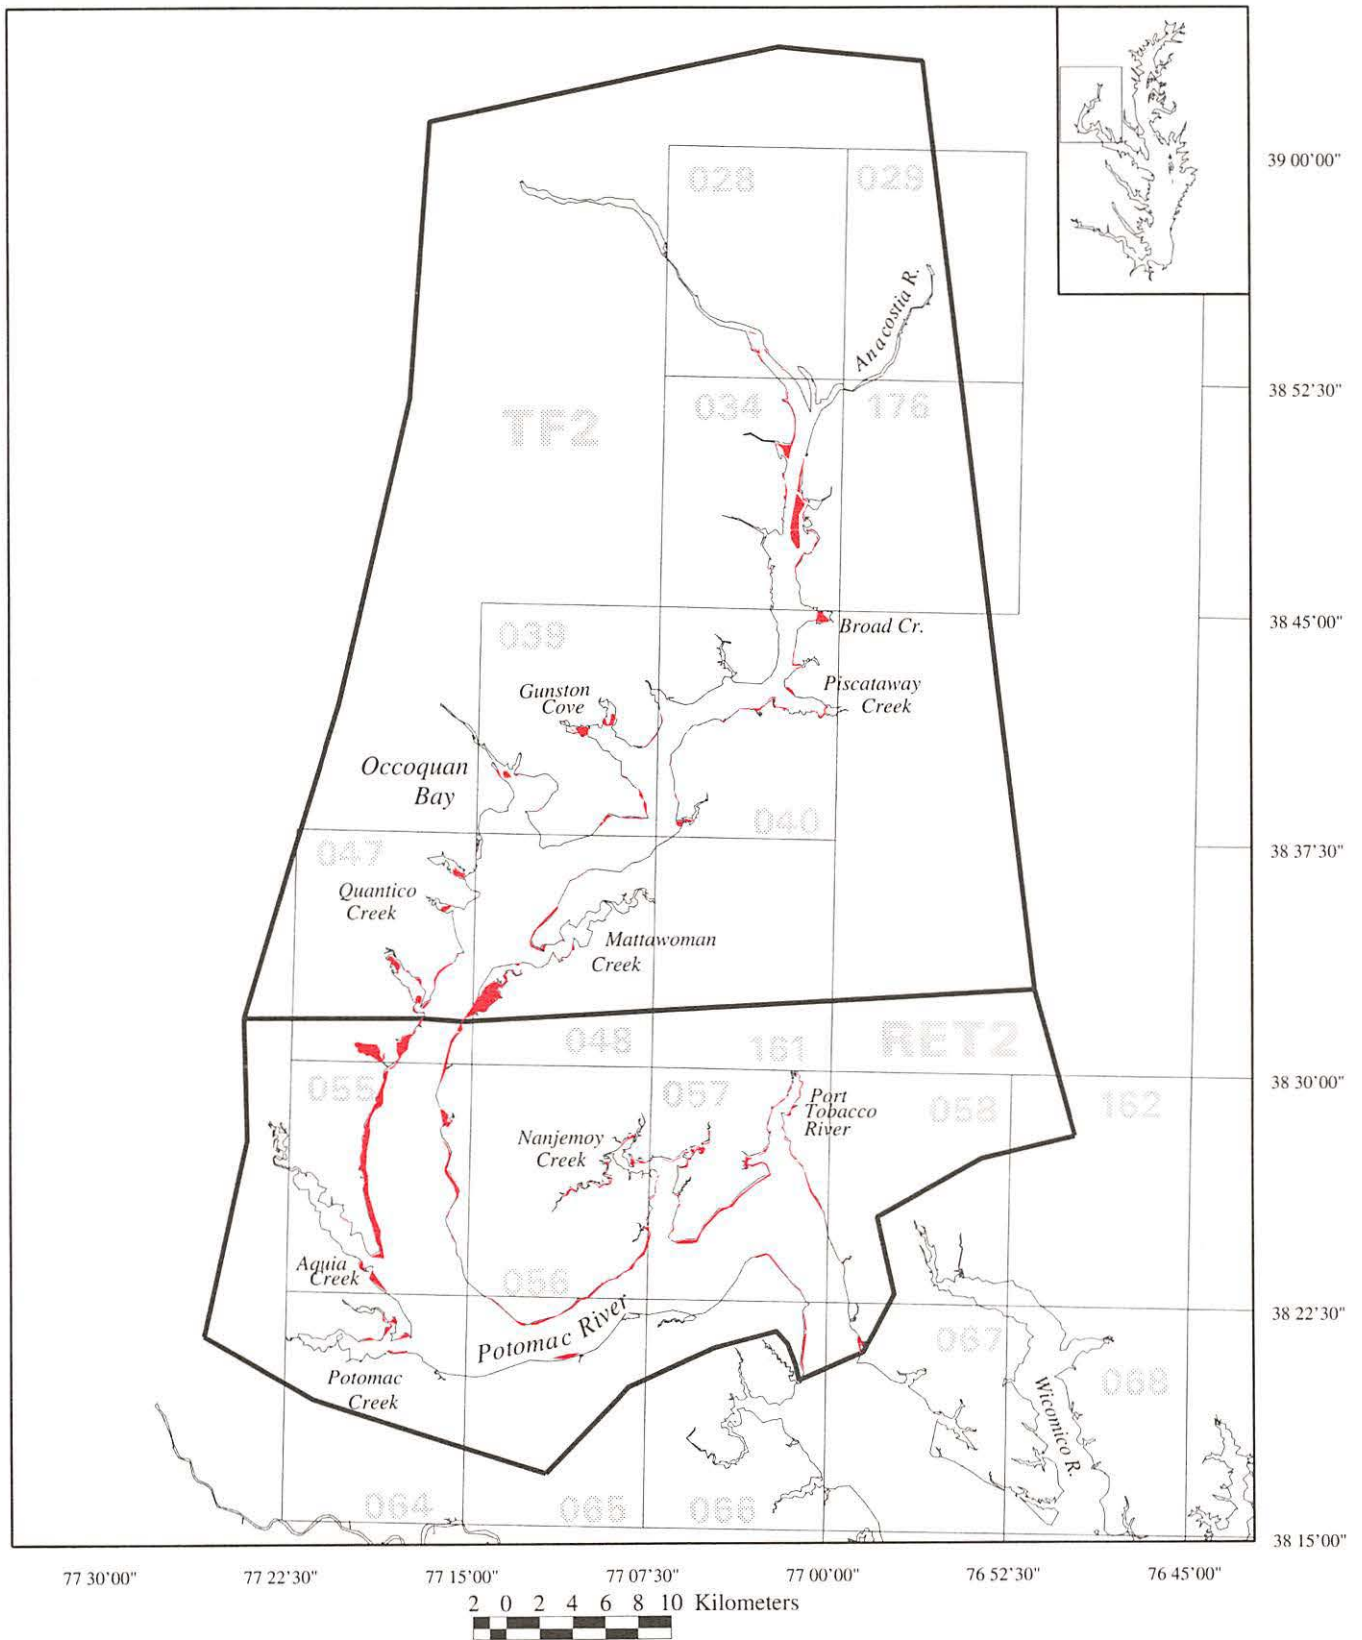 39 00'00"
028
029
Anacostia R.
38 52'30"
034
176
TF2
38 45'00"
Broad Cr.
039
Piscataway
Creek
Gunston
Cove
Occoquan
Bay
040
38 37'30"
047
Quantico
Creek
Mattawoman
Creek
048
161
RET2
38 30'00"
055
057
Port
Tobacco
River
058
162
Nanjemoy
Creek
Aquia
Creek
056
Potomac River
38 22'30"
067
Potomac
Creek
068
Wicomico R.
064
065
066
38 15'00"
77 30'00"
77 22'30"
77 15'00"
77 07'30"
77 00'00"
76 52'30"
76 45'00"
2 0 2 4 6 8 10 Kilometers